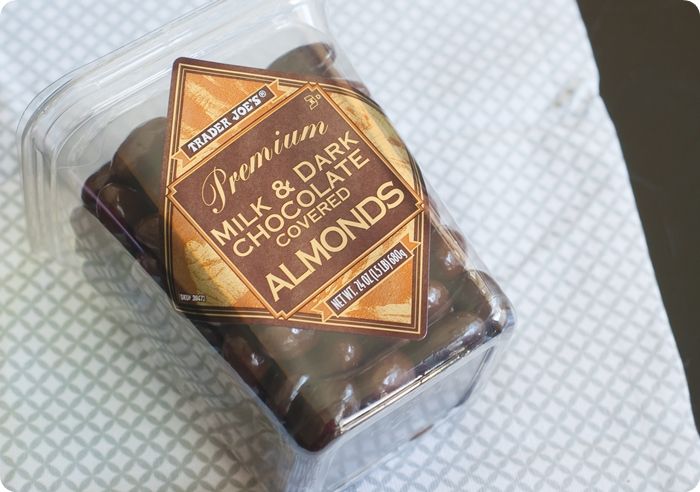 TRADER JOE'S®
Premium
MILK & DARK
CHOCOLATE
COVERED
ALMONDS
NET WT. 24 OZ (1.5 LB) 680g